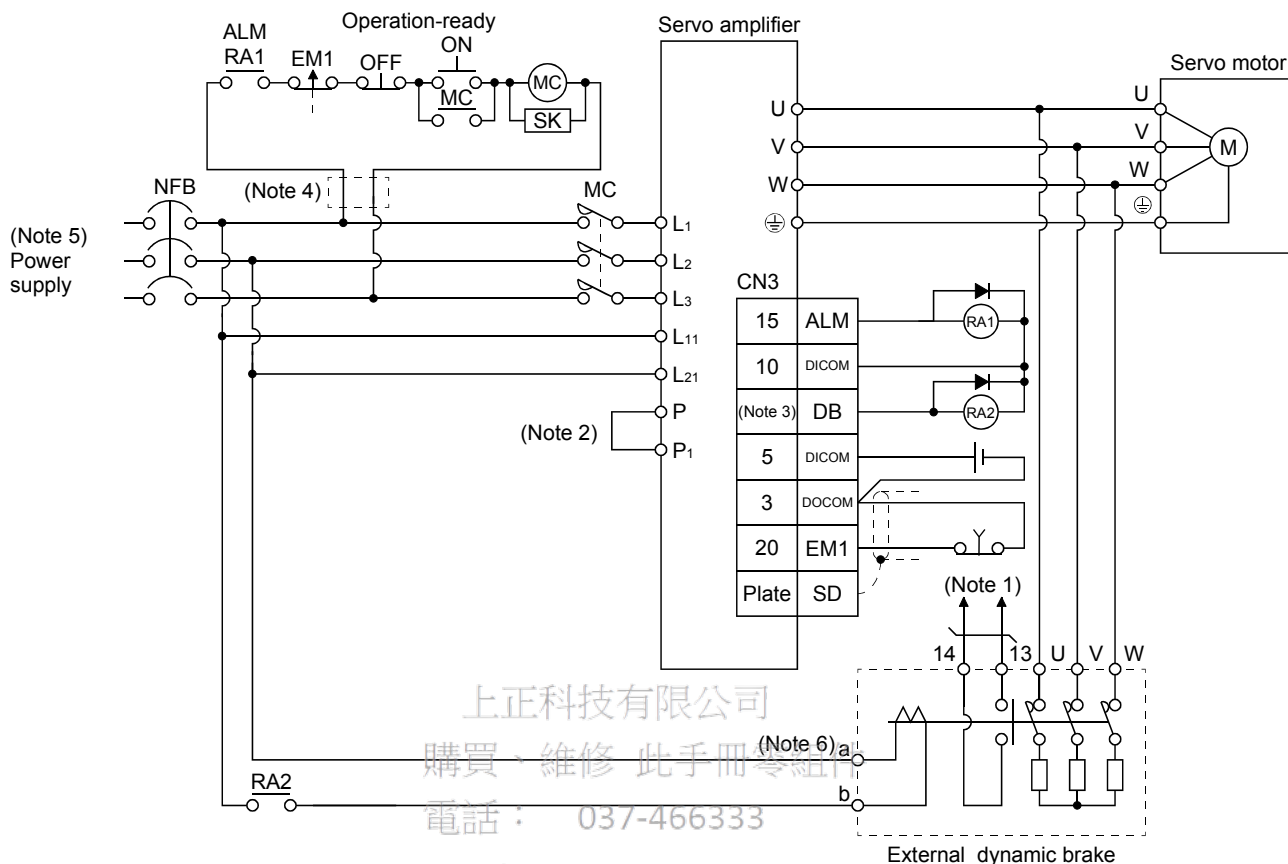 Operation-ready
Servo amplifier
ALM
RA1
EM1
OFF
ON
MC
MC
SK
Servo motor
U
V
W
U
V
W
M
NFB
(Note 4)
MC
(Note 5)
Power
supply
L1
L2
L3
L11
L21
P
P1
(Note 2)
CN3
15 ALM
10 DICOM
(Note 3) DB
5 DICOM
3 DOCOM
20 EM1
Plate SD
RA1
RA2
(Note 1)
14 13 U V W
上正科技有限公司
購買、維修 此手冊零組件
電話： 037-466333
(Note 6) a
b
RA2
External dynamic brake